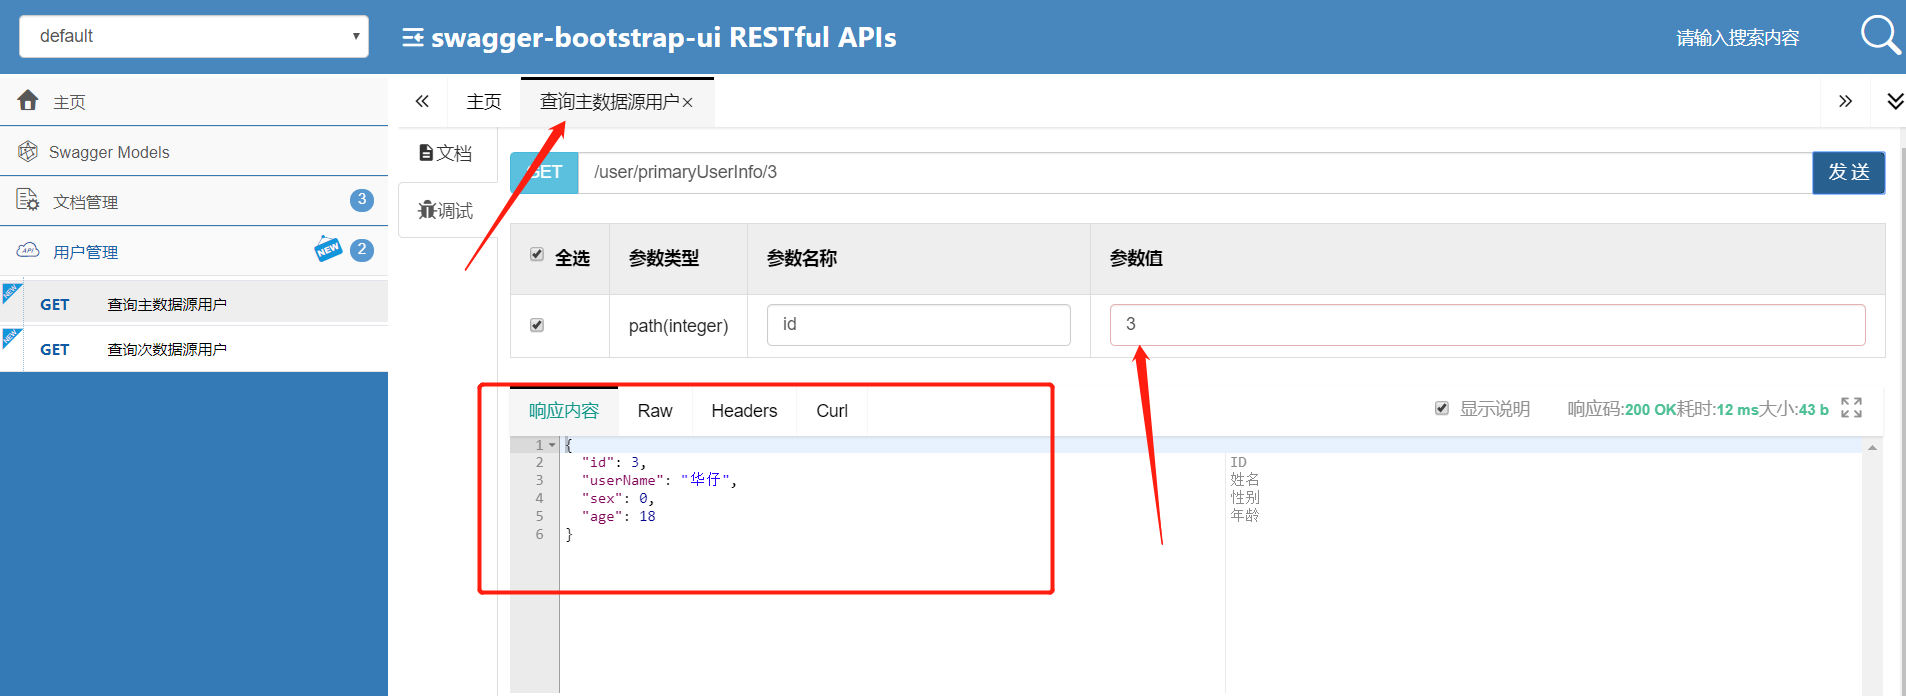 default
swagger-bootstrap-ui RESTful APIs
请输入搜索内容
主页
Swagger Models
文档管理 3
用户管理 NEW 2
NEW GET 查询主数据源用户
NEW GET 查询次数据源用户
主页 查询主数据源用户×
文档
调试
GET /user/primaryUserInfo/3 发送
全选 参数类型 参数名称 参数值
path(integer) id 3
响应内容 Raw Headers Curl 显示说明 响应码:200 OK耗时:12 ms大小:43 b
1 {
2 "id": 3, ID
3 "userName": "华仔", 姓名
4 "sex": 0, 性别
5 "age": 18 年龄
6 }